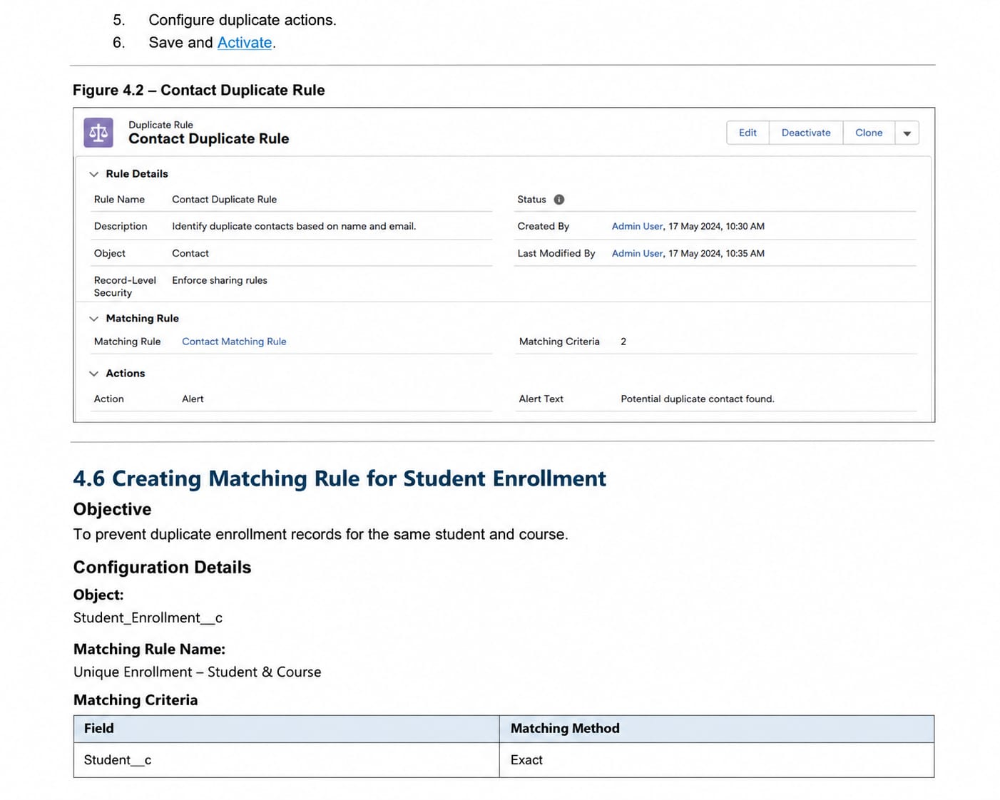 5. Configure duplicate actions.
6. Save and Activate.
Figure 4.2 – Contact Duplicate Rule
Duplicate Rule
Contact Duplicate Rule
Edit Deactivate Clone
Rule Details
Rule Name Contact Duplicate Rule Status
Description Identify duplicate contacts based on name and email. Created By Admin User, 17 May 2024, 10:30 AM
Object Contact Last Modified By Admin User, 17 May 2024, 10:35 AM
Record-Level Enforce sharing rules
Security
Matching Rule
Matching Rule Contact Matching Rule Matching Criteria 2
Actions
Action Alert Alert Text Potential duplicate contact found.
4.6 Creating Matching Rule for Student Enrollment
Objective
To prevent duplicate enrollment records for the same student and course.
Configuration Details
Object:
Student_Enrollment__c
Matching Rule Name:
Unique Enrollment – Student & Course
Matching Criteria
Field Matching Method
Student__c Exact